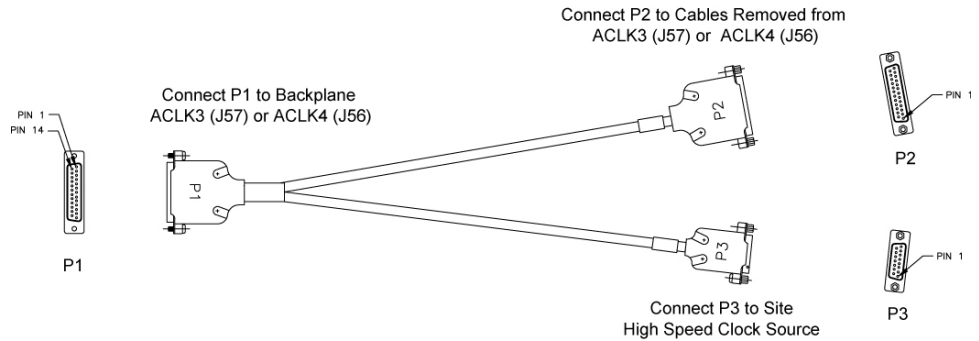 Connect P2 to Cables Removed from
ACLK3 (J57) or ACLK4 (J56)
Connect P1 to Backplane
ACLK3 (J57) or ACLK4 (J56)
PIN 1
PIN 14
P1
P1
P2
PIN 1
P2
P3
PIN 1
P3
Connect P3 to Site
High Speed Clock Source